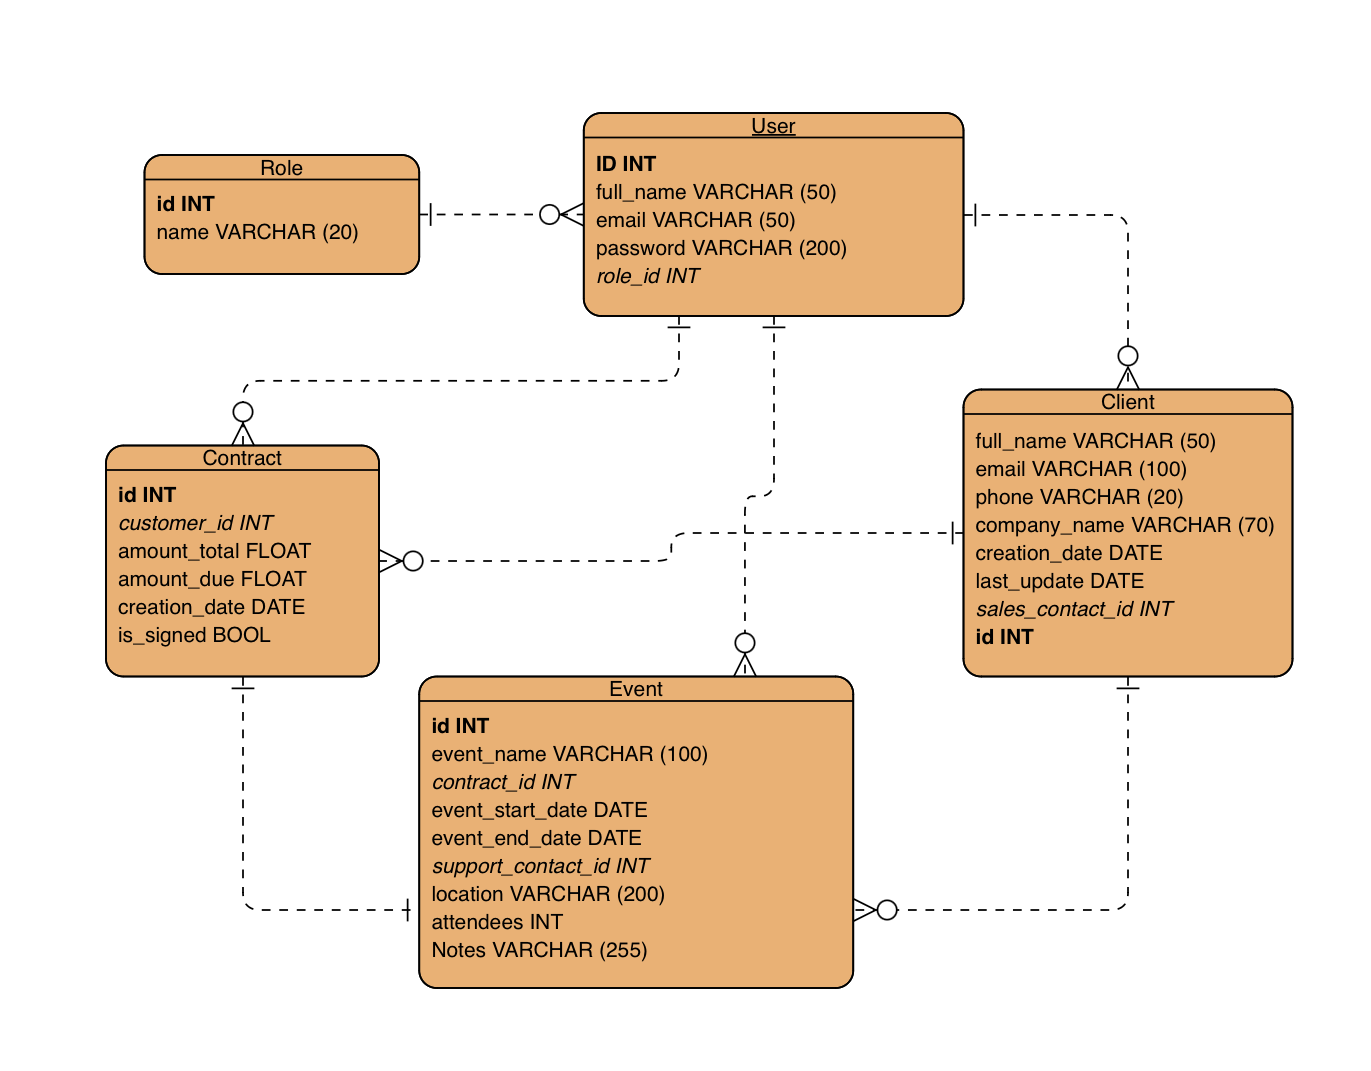 Role
id INT
name VARCHAR (20)
User
ID INT
full_name VARCHAR (50)
email VARCHAR (50)
password VARCHAR (200)
role_id INT
Contract
id INT
customer_id INT
amount_total FLOAT
amount_due FLOAT
creation_date DATE
is_signed BOOL
Client
full_name VARCHAR (50)
email VARCHAR (100)
phone VARCHAR (20)
company_name VARCHAR (70)
creation_date DATE
last_update DATE
sales_contact_id INT
id INT
Event
id INT
event_name VARCHAR (100)
contract_id INT
event_start_date DATE
event_end_date DATE
support_contact_id INT
location VARCHAR (200)
attendees INT
Notes VARCHAR (255)